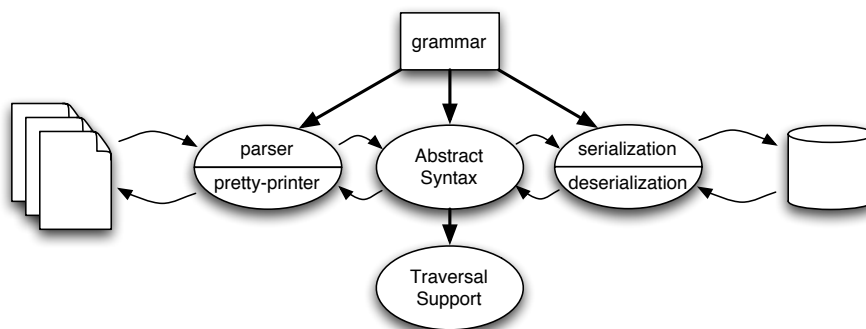 grammar
parser
pretty-printer
Abstract
Syntax
serialization
deserialization
Traversal
Support